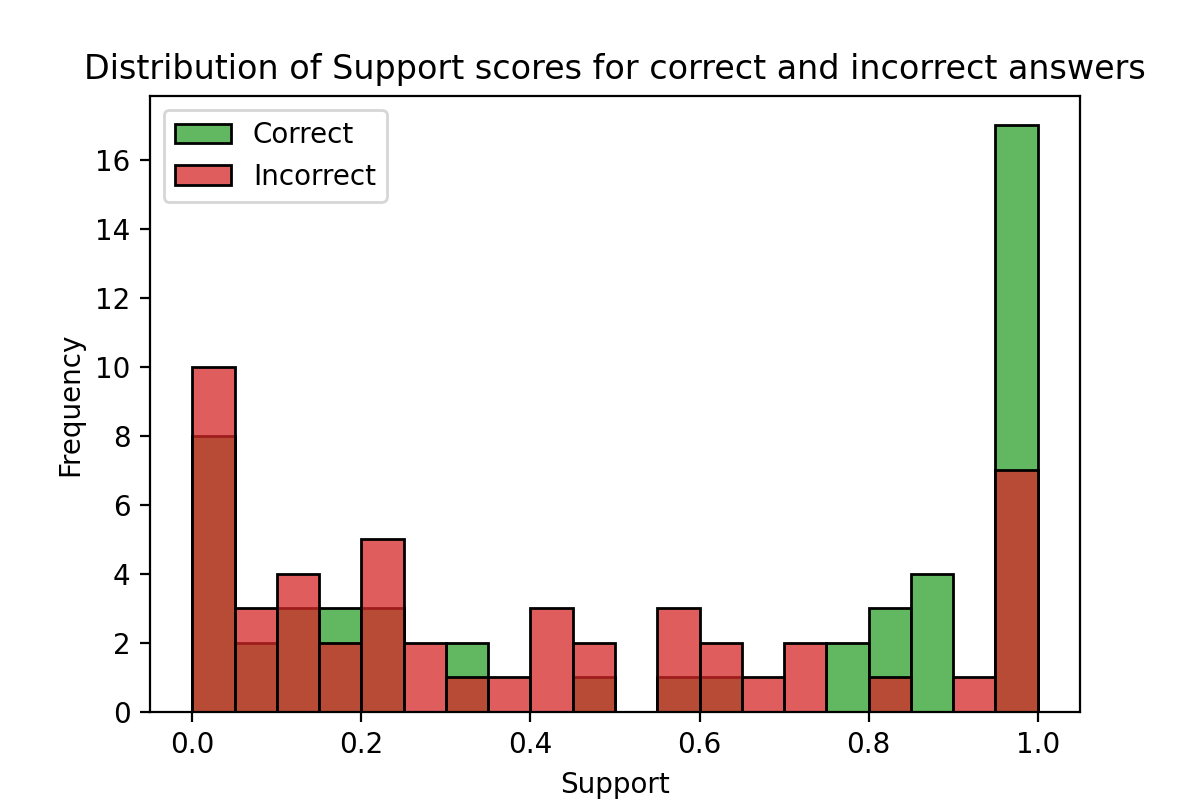 Distribution of Support scores for correct and incorrect answers
Correct
Incorrect
16
14
12
10
8
6
4
2
0
Frequency
0.0 0.2 0.4 0.6 0.8 1.0
Support